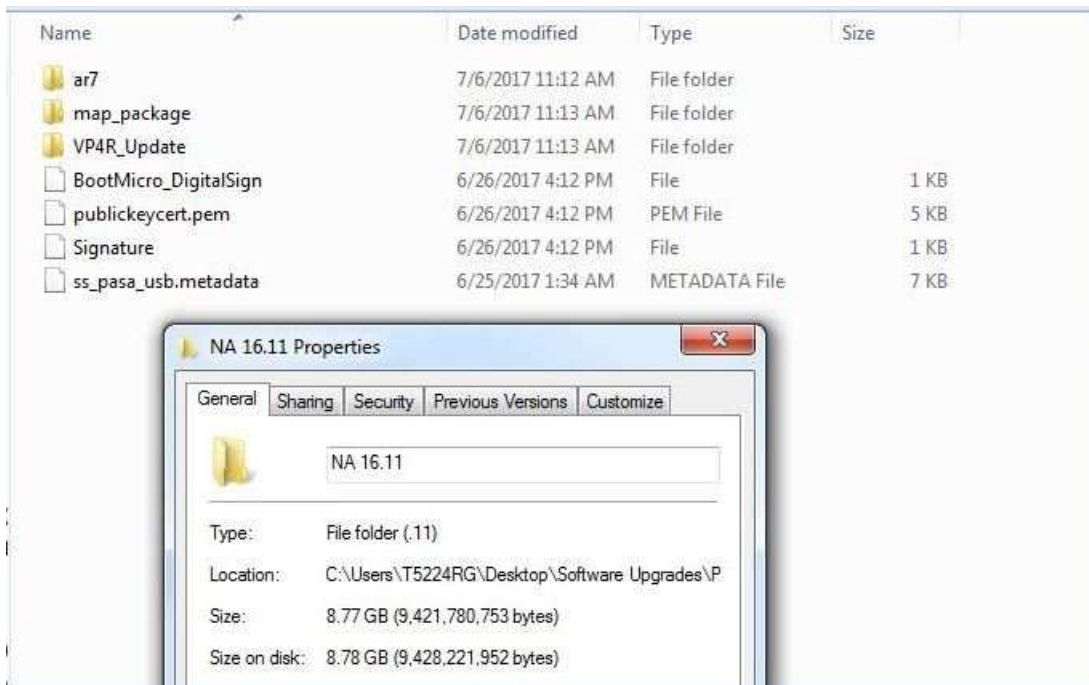 Name Date modified Type Size
ar7 7/6/2017 11:12 AM File folder
map_package 7/6/2017 11:13 AM File folder
VP4R_Update 7/6/2017 11:13 AM File folder
BootMicro_DigitalSign 6/26/2017 4:12 PM File 1 KB
publickeycert.pem 6/26/2017 4:12 PM PEM File 5 KB
Signature 6/26/2017 4:12 PM File 1 KB
ss_pasa_usb.metadata 6/25/2017 1:34 AM METADATA File 7 KB
NA 16.11 Properties
General Sharing Security Previous Versions Customize
NA 16.11
Type: File folder (.11)
Location: C:\Users\T5224RG\Desktop\Software Upgrades\P
Size: 8.77 GB (9,421,780,753 bytes)
Size on disk: 8.78 GB (9,428,221,952 bytes)